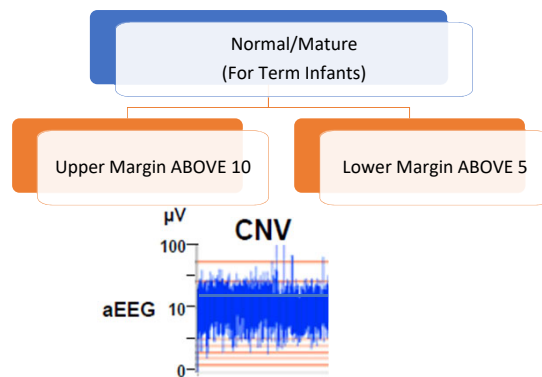 Normal/Mature
(For Term Infants)
Upper Margin ABOVE 10
Lower Margin ABOVE 5
µV
CNV
100
aEEG 10
0